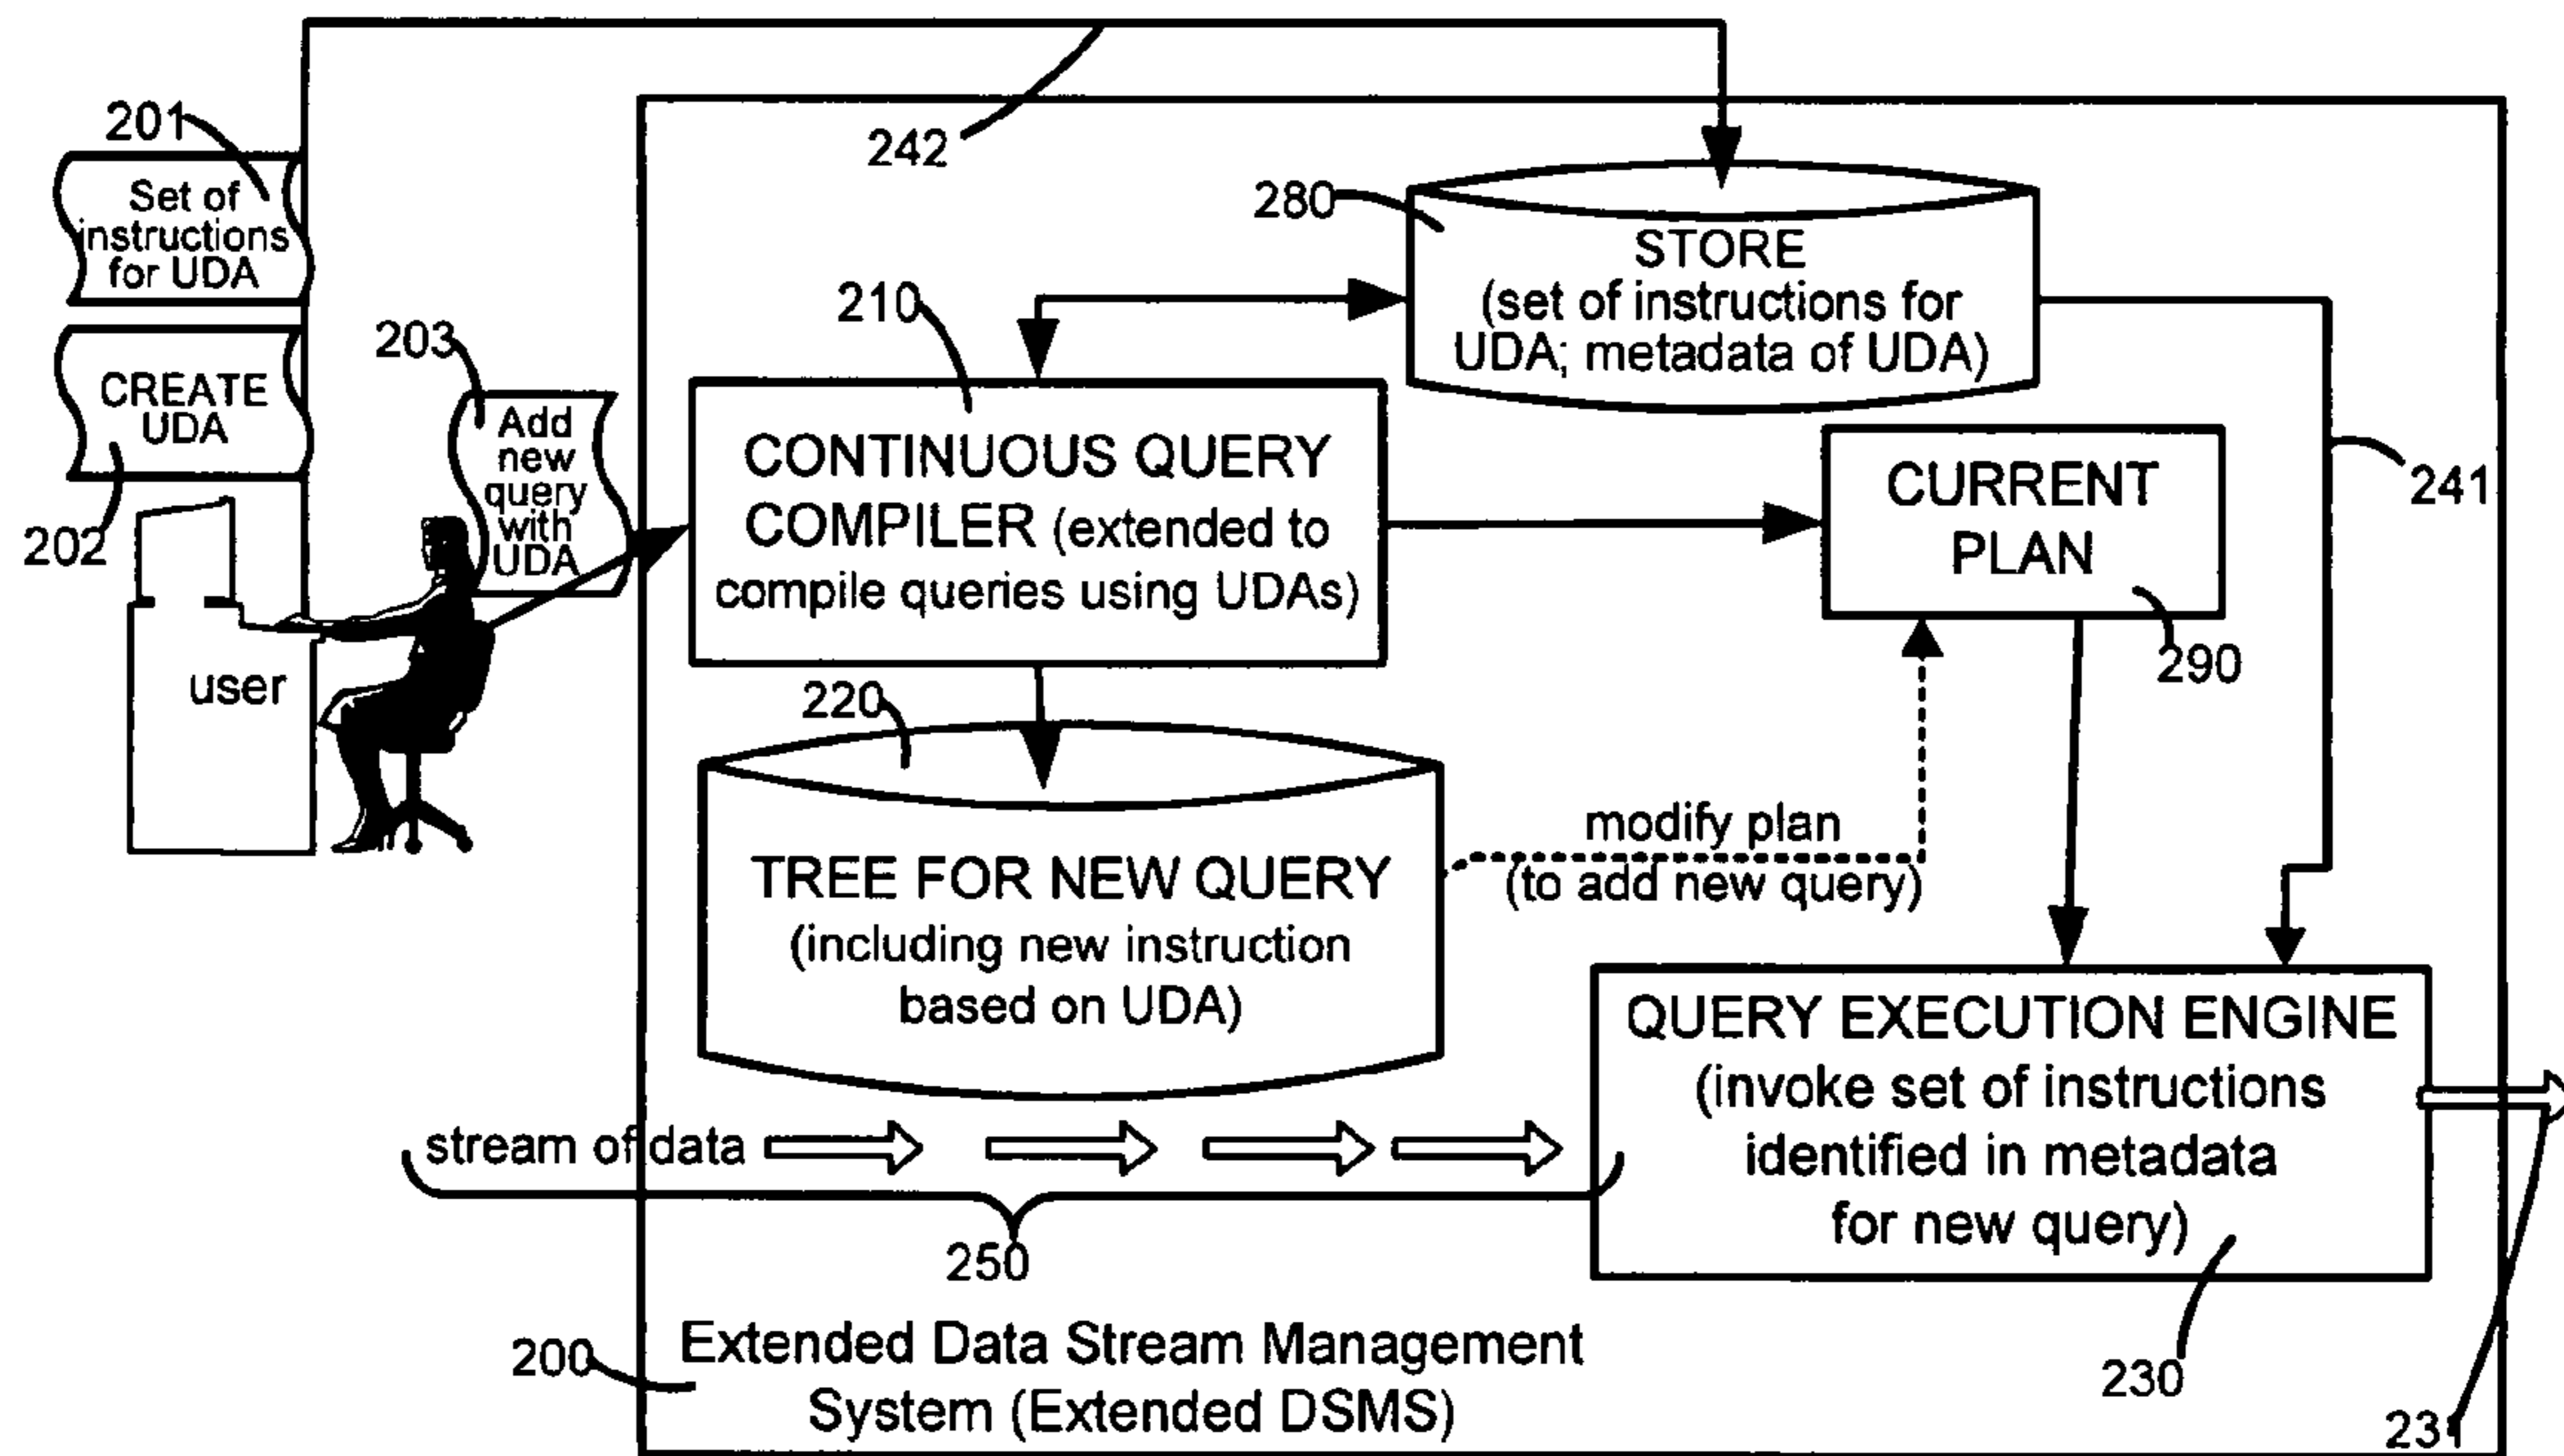 242
201
Set of
instructions
for UDA
280
STORE
(set of instructions for
UDA; metadata of UDA)
210
203
CREATE
UDA
202
Add
new
query
with
UDA
CONTINUOUS QUERY
COMPILER (extended to
compile queries using UDAs)
CURRENT
PLAN
241
290
user
220
TREE FOR NEW QUERY
(including new instruction
based on UDA)
modify plan
(to add new query)
QUERY EXECUTION ENGINE
(invoke set of instructions
identified in metadata
for new query)
stream of data
250
230
231
200
Extended Data Stream Management
System (Extended DSMS)